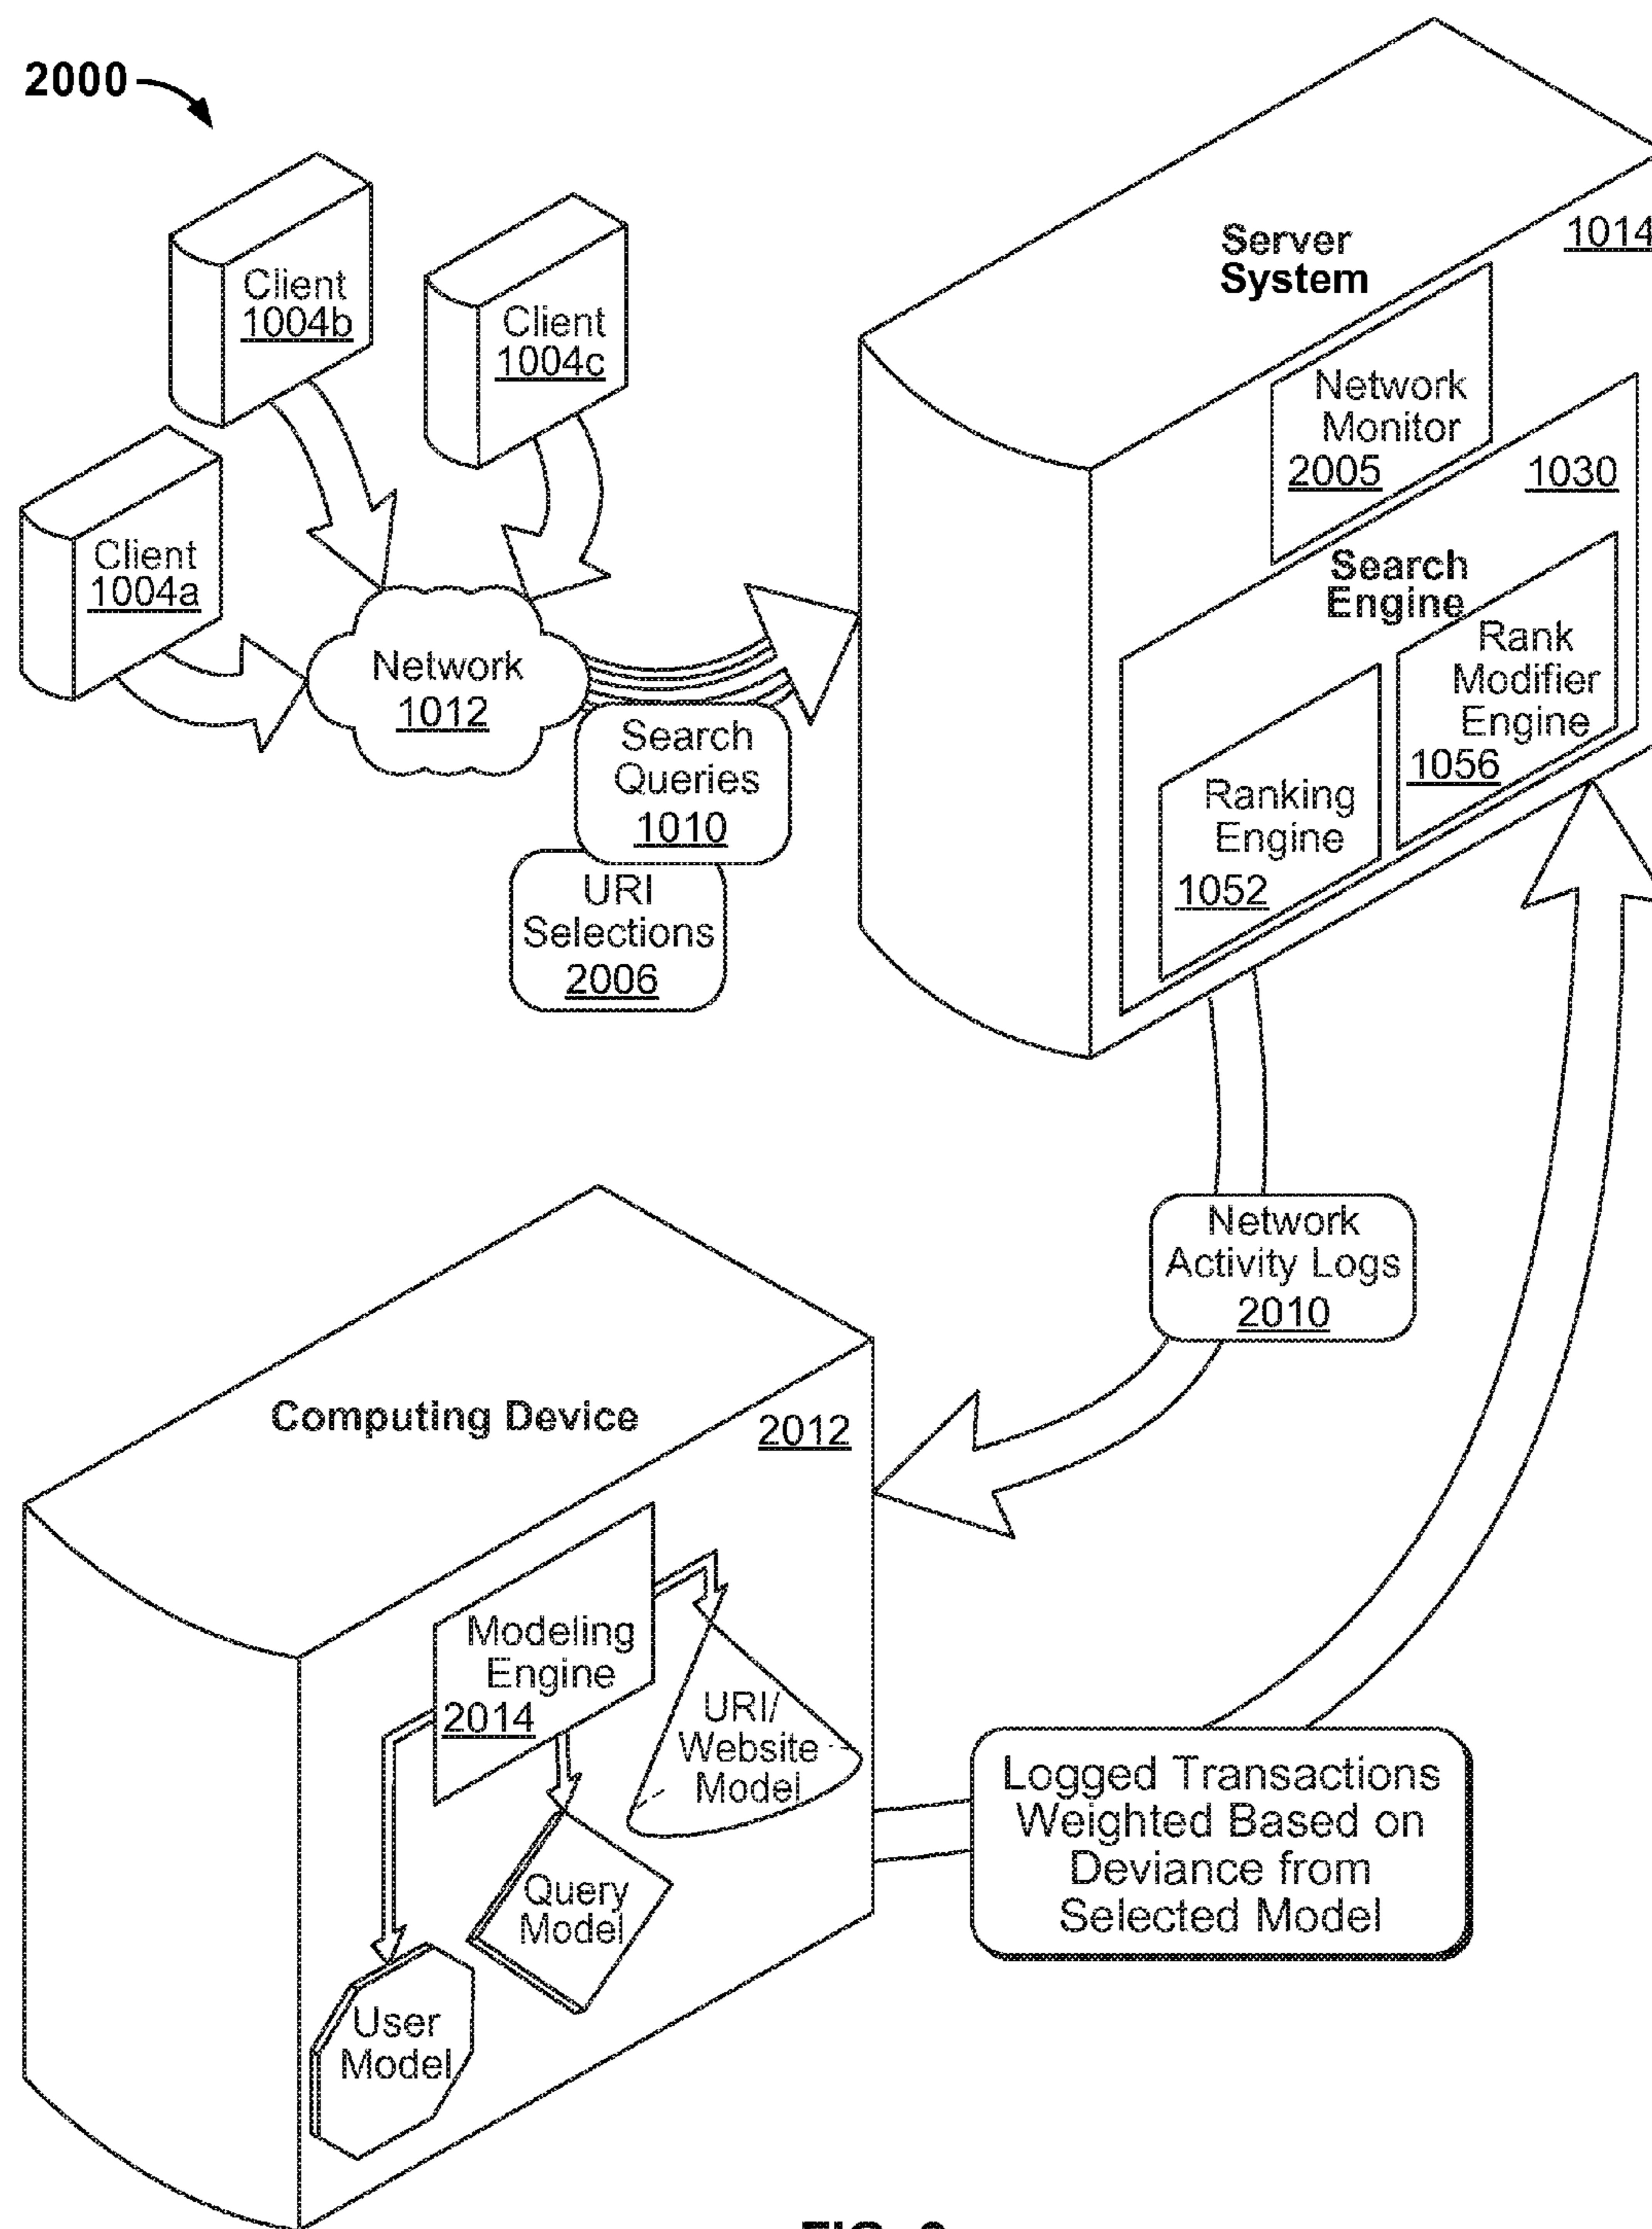 2000
Client
1004b
Client
1004c
Client
1004a
Network
1012
Search
Queries
1010
URI
Selections
2006
Server
System
1014
Network
Monitor
2005
1030
Search
Engine
Rank
Modifier
Engine
1056
Ranking
Engine
1052
Network
Activity Logs
2010
Computing Device
2012
Modeling
Engine
2014
URI/
Website
Model
Query
Model
User
Model
Logged Transactions
Weighted Based on
Deviance from
Selected Model